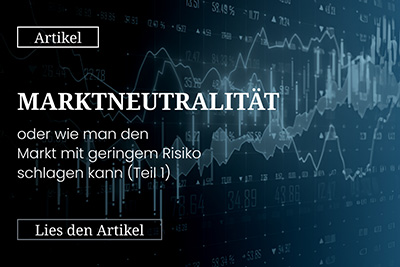 Artikel
MARKTNEUTRALITÄT
oder wie man den
Markt mit geringem Risiko
schlagen kann (Teil 1)
Lies den Artikel